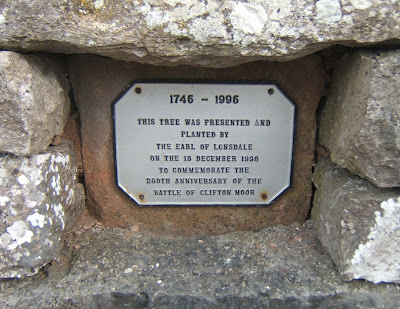 1745 - 1995
THIS TREE WAS PRESENTED AND
PLANTED BY
THE EARL OF LONSDALE
ON THE 18 DECEMBER 1995
TO COMMEMORATE THE
250TH ANNIVERSARY OF THE
BATTLE OF CLIFTON MOOR